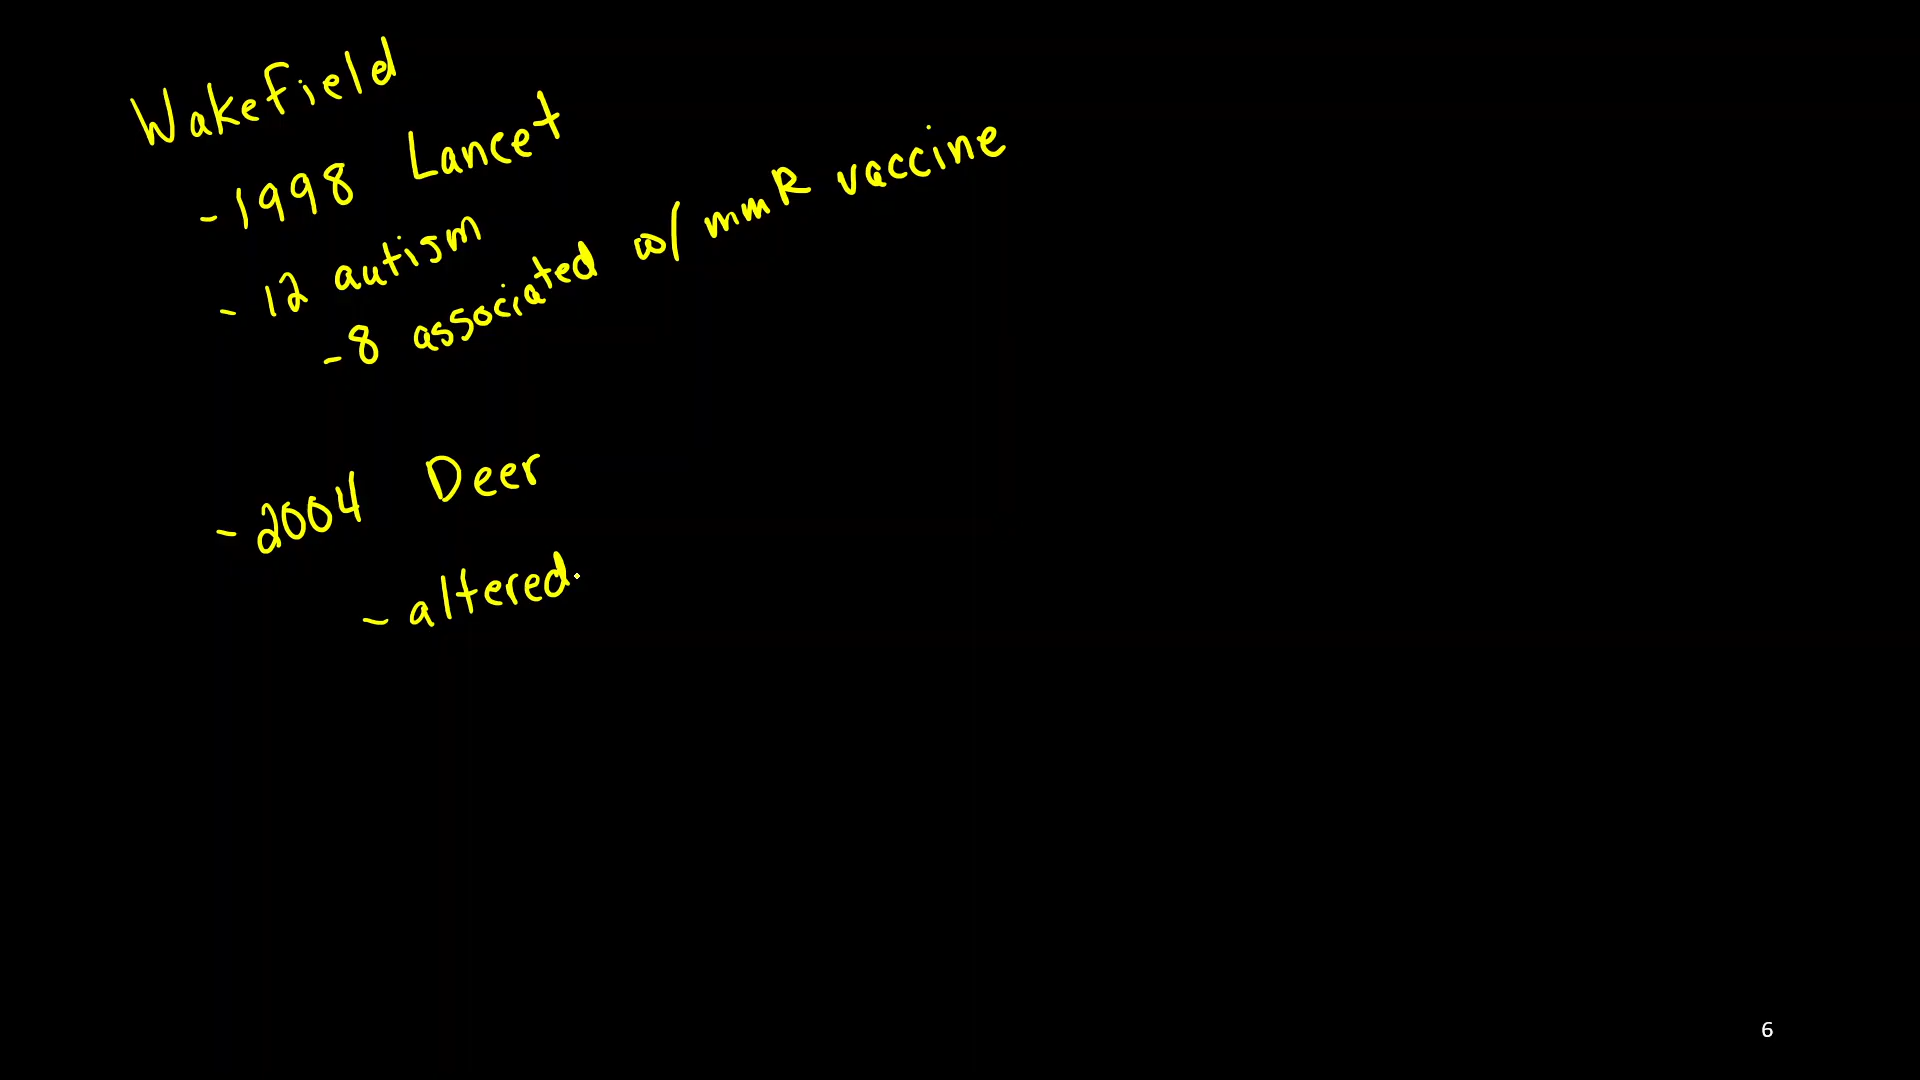 Wakefield
- 1998 Lancet
- 12 autism
- 8 associated w/ mmR vaccine
- 2004 Deer
- altered
6